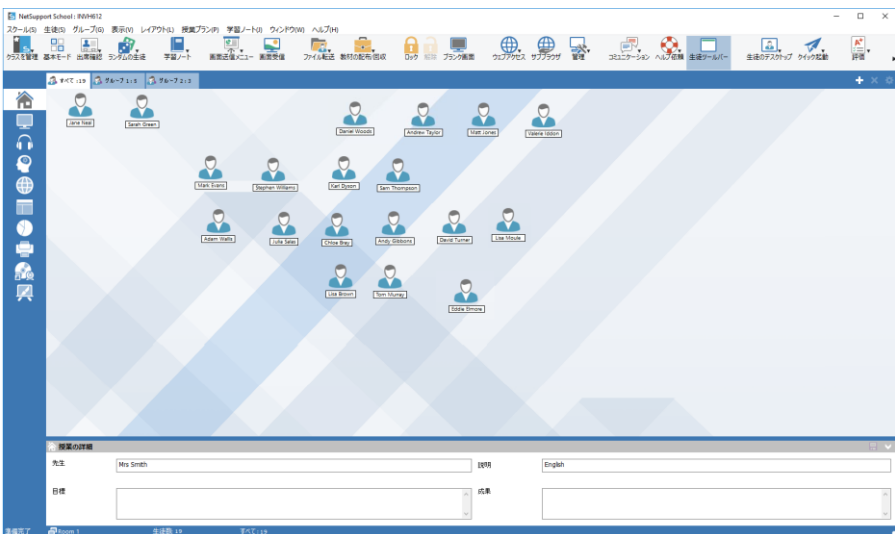 NetSupport School : INVH612
スクール(S) 生徒(S) グループ(G) 表示(V) レイアウト(L) 授業プラン(P) 学習ノート(J) ウィンドウ(W) ヘルプ(H)
クラスを管理 基本モード 出席確認 ランダムの生徒 学習ノート 画面送信メニュー 画面受信 ファイル転送 教材の配布/回収 ロック 解除 ブランク画面 ウェブアクセス サブブラウザ 管理 コミュニケーション ヘルプ依頼 生徒ツールバー 生徒のデスクトップ クイック起動 評価
すべて :19 グループ 1: 5 グループ 2: 3
Jane Neal Sarah Green Daniel Woods Andrew Taylor Matt Jones Valerie Iddon
Mark Evans Stephen Williams Karl Dyson Sam Thompson
Adam Wallis Julia Salas Chloe Bray Andy Gibbons David Turner Lisa Moule
Lisa Brown Tom Murray Eddie Elmore
授業の詳細
先生 Mrs Smith 説明 English
目標 成果
準備完了 Room 1 生徒数: 19 すべて: 19